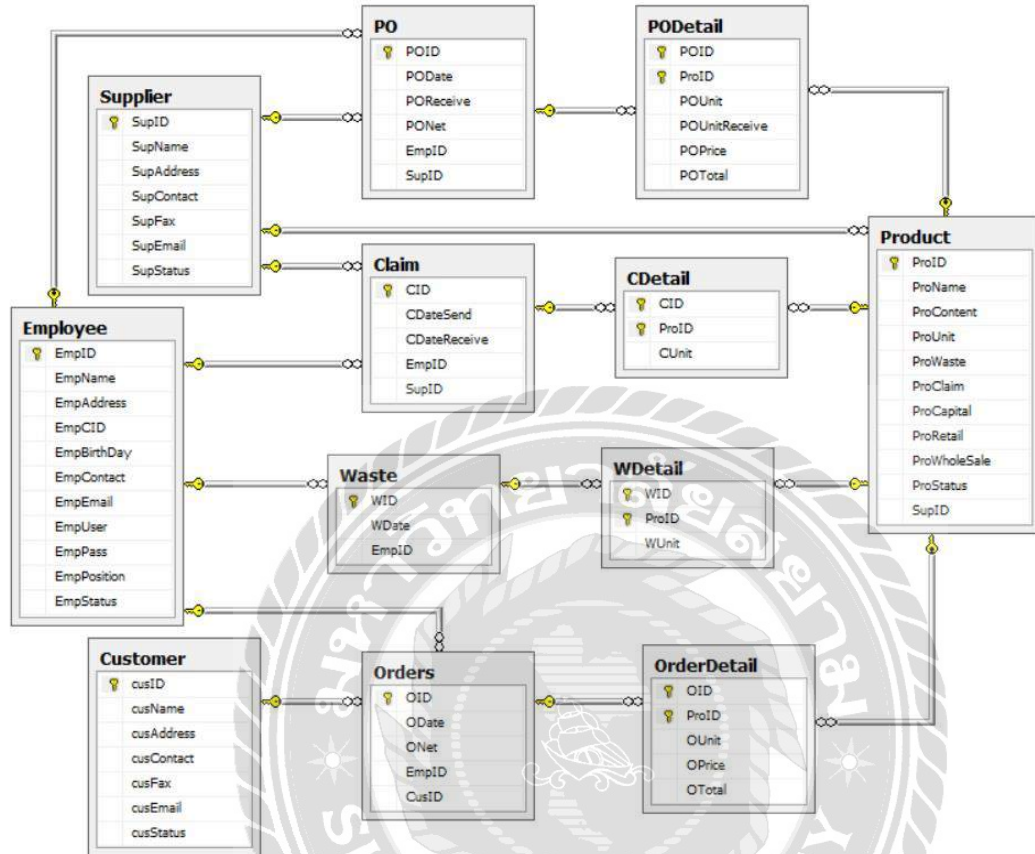 PO
POID
PODate
POReceive
PONet
EmpID
SupID
PODetail
POID
ProID
POUnit
POUnitReceive
POPrice
POTotal
Supplier
SupID
SupName
SupAddress
SupContact
SupFax
SupEmail
SupStatus
Product
ProID
ProName
ProContent
ProUnit
ProWaste
ProClaim
ProCapital
ProRetail
ProWholeSale
ProStatus
SupID
Claim
CID
CDateSend
CDateReceive
EmpID
SupID
CDetail
CID
ProID
CUnit
Employee
EmpID
EmpName
EmpAddress
EmpCID
EmpBirthDay
EmpContact
EmpEmail
EmpUser
EmpPass
EmpPosition
EmpStatus
Waste
WID
WDate
EmpID
WDetail
WID
ProID
WUnit
Customer
cusID
cusName
cusAddress
cusContact
cusFax
cusEmail
cusStatus
Orders
OID
ODate
ONet
EmpID
CusID
OrderDetail
OID
ProID
OUnit
OPrice
OTotal